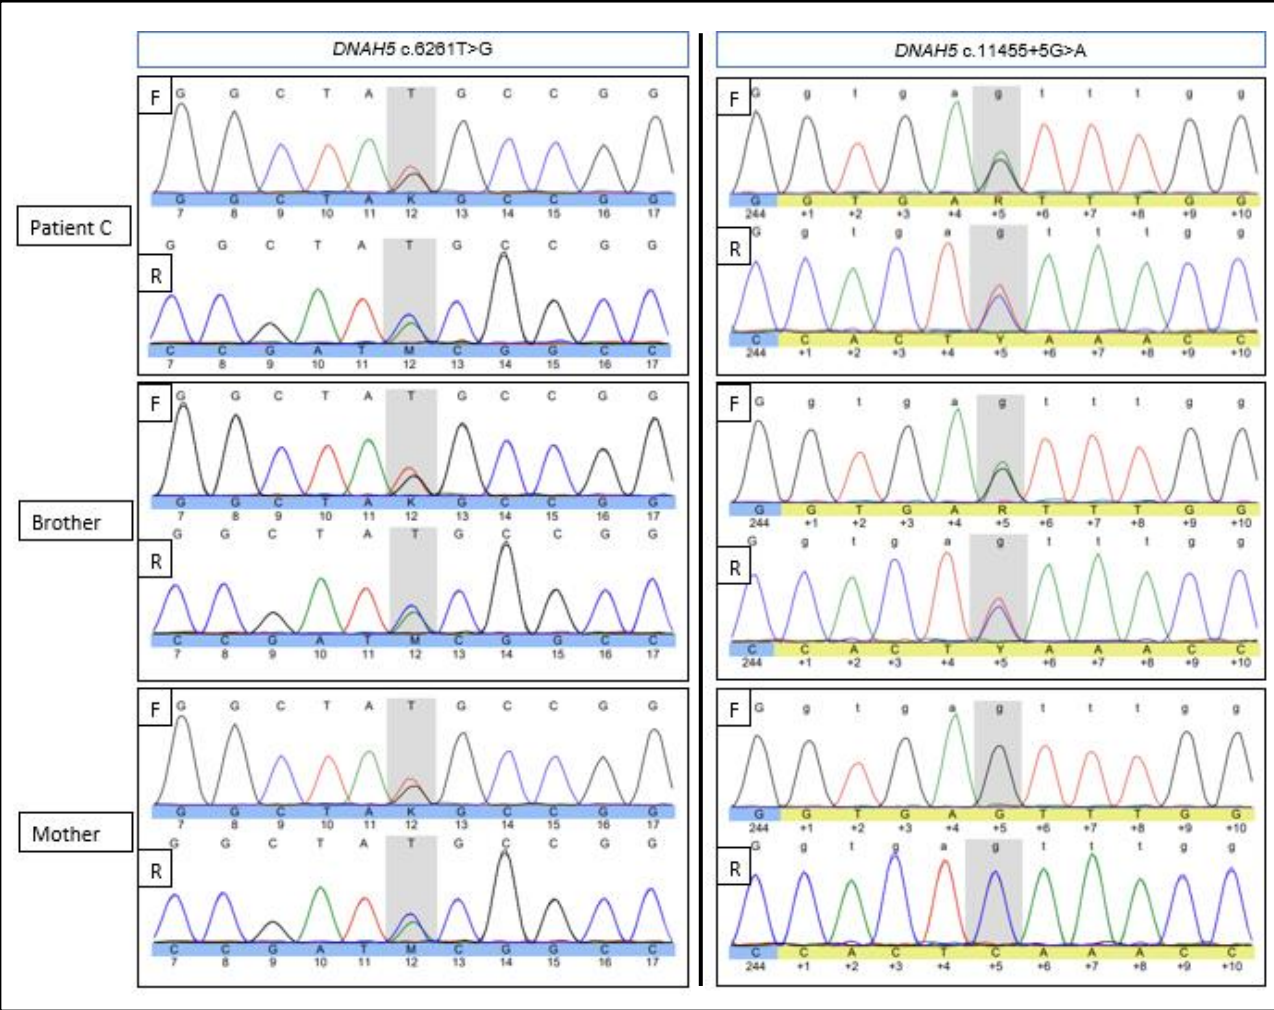 DNAH5 c.6261T>G
DNAH5 c.11455+5G>A
Patient C
F
G G C T A T G C C G G
G G C T A K G C C G G
7 8 9 10 11 12 13 14 15 16 17
R
G G C T A T G C C G G
C C G A T M C G G C C
7 8 9 10 11 12 13 14 15 16 17
F
G g t g a g t t t g g
G G T G A R T T T G G
244 +1 +2 +3 +4 +5 +6 +7 +8 +9 +10
R
G g t g a g t t t g g
C C A C T Y A A A C C
244 +1 +2 +3 +4 +5 +6 +7 +8 +9 +10
Brother
F
G G C T A T G C C G G
G G C T A K G C C G G
7 8 9 10 11 12 13 14 15 16 17
R
G G C T A T G C C G G
C C G A T M C G G C C
7 8 9 10 11 12 13 14 15 16 17
F
G g t g a g t t t g g
G G T G A R T T T G G
244 +1 +2 +3 +4 +5 +6 +7 +8 +9 +10
R
G g t g a g t t t g g
C C A C T Y A A A C C
244 +1 +2 +3 +4 +5 +6 +7 +8 +9 +10
Mother
F
G G C T A T G C C G G
G G C T A K G C C G G
7 8 9 10 11 12 13 14 15 16 17
R
G G C T A T G C C G G
C C G A T M C G G C C
7 8 9 10 11 12 13 14 15 16 17
F
G g t g a g t t t g g
G G T G A G T T T G G
244 +1 +2 +3 +4 +5 +6 +7 +8 +9 +10
R
G g t g a g t t t g g
C C A C T C A A A C C
244 +1 +2 +3 +4 +5 +6 +7 +8 +9 +10